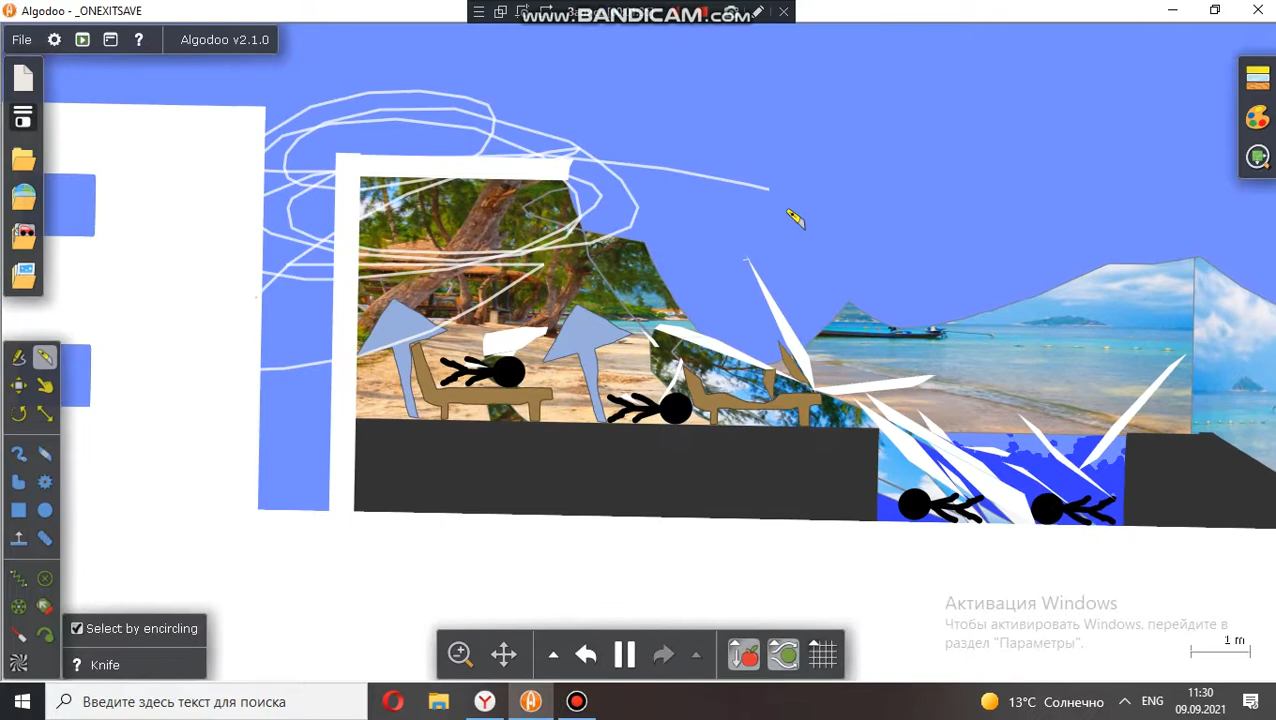 Algodoo - _ONEXITSAVE
www.BANDICAM.com
File
?
Algodoo v2.1.0
Select by encircling
? Knife
Активация Windows
Чтобы активировать Windows, перейдите в
раздел "Параметры".
1 m
Введите здесь текст для поиска
13°C Солнечно
ENG
11:30
09.09.2021